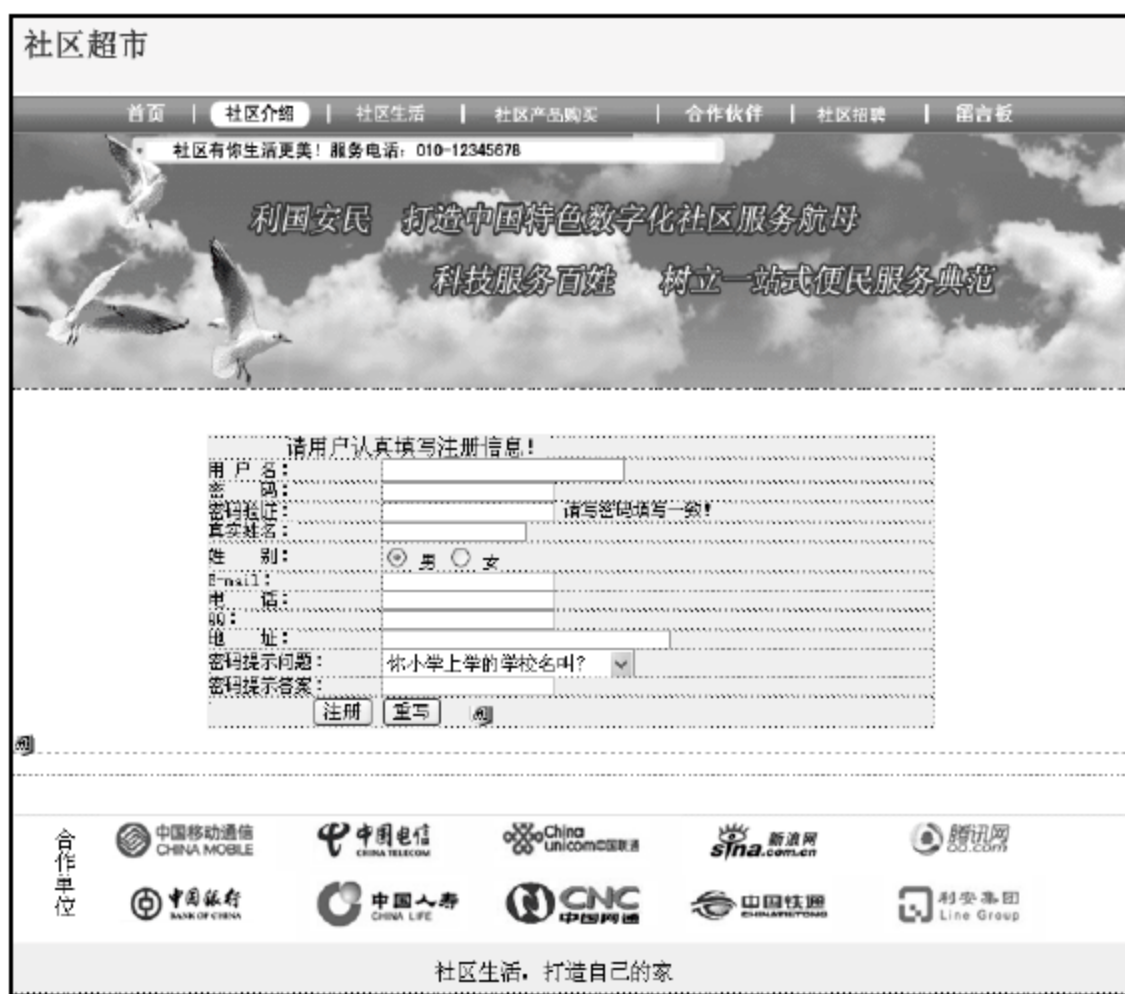 社区超市
首页 | 社区介绍 | 社区生活 | 社区产品购买 | 合作伙伴 | 社区招聘 | 留言板
社区有你生活更美！服务电话：010-12345678
利国安民 打造中国特色数字化社区服务航母
科技服务百姓 树立一站式便民服务典范
请用户认真填写注册信息！
用 户 名：
密 码：
密码验证： 请写密码填写一致！
真实姓名：
姓 别： 男 女
E-mail：
电 话：
QQ：
地 址：
密码提示问题： 你小学上学的学校名叫？
密码提示答案：
注册 重写
合作单位
中国移动通信 中国电信 China 新浪网 腾讯网
CHINA MOBILE CHINA TELECOM unicom中国联通 sina.com.cn QQ.com
中国银行 中国人寿 CNC 中国铁通 利安集团
BANK OF CHINA CHINA LIFE 中国网通 CHINATIETONG Line Group
社区生活，打造自己的家